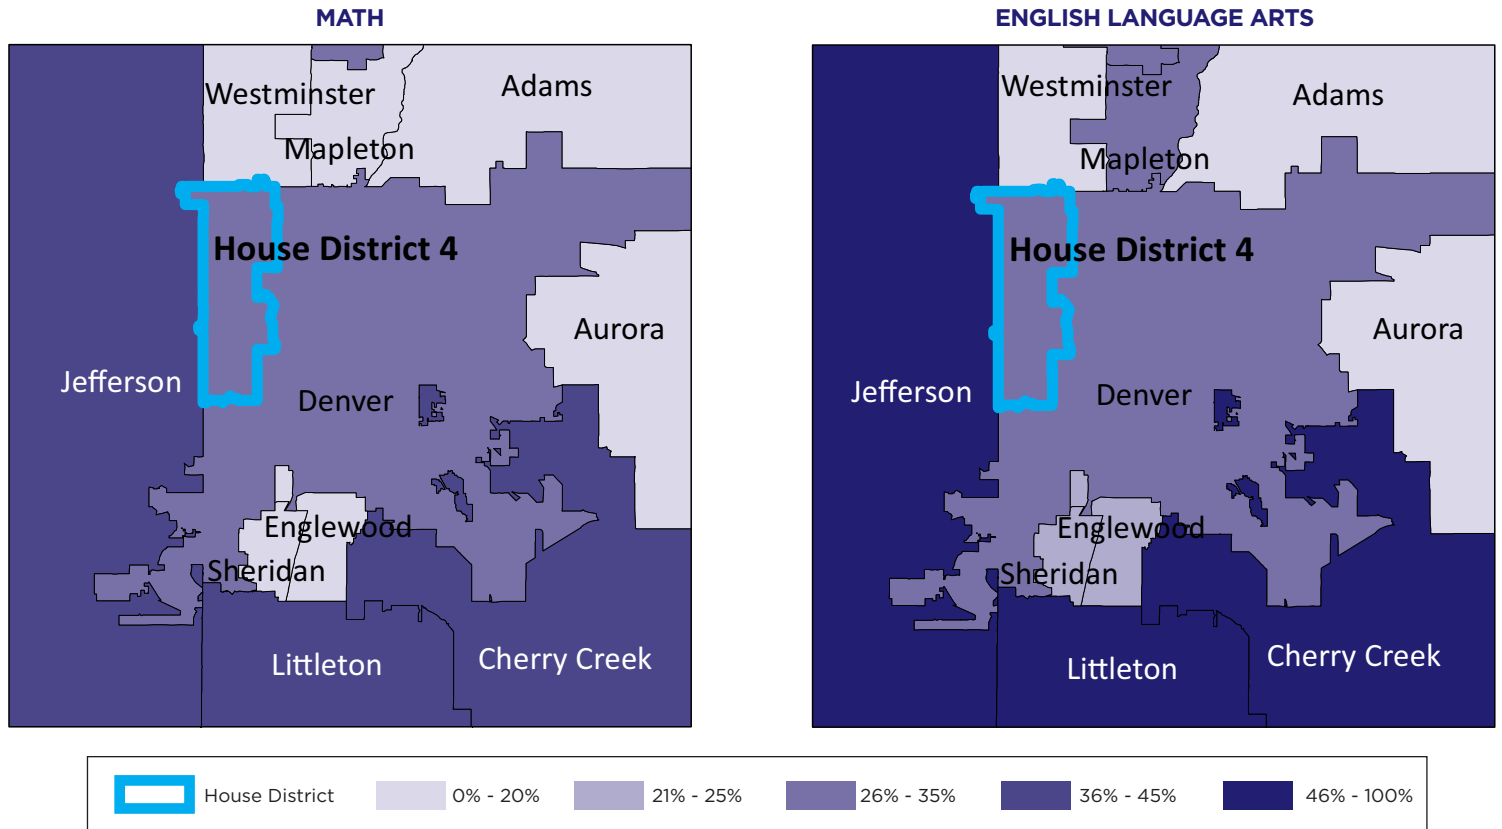 MATH
Westminster
Adams
Mapleton
House District 4
Aurora
Jefferson
Denver
Englewood
Sheridan
Littleton
Cherry Creek
ENGLISH LANGUAGE ARTS
Westminster
Adams
Mapleton
House District 4
Aurora
Jefferson
Denver
Englewood
Sheridan
Littleton
Cherry Creek
House District
0% - 20%
21% - 25%
26% - 35%
36% - 45%
46% - 100%